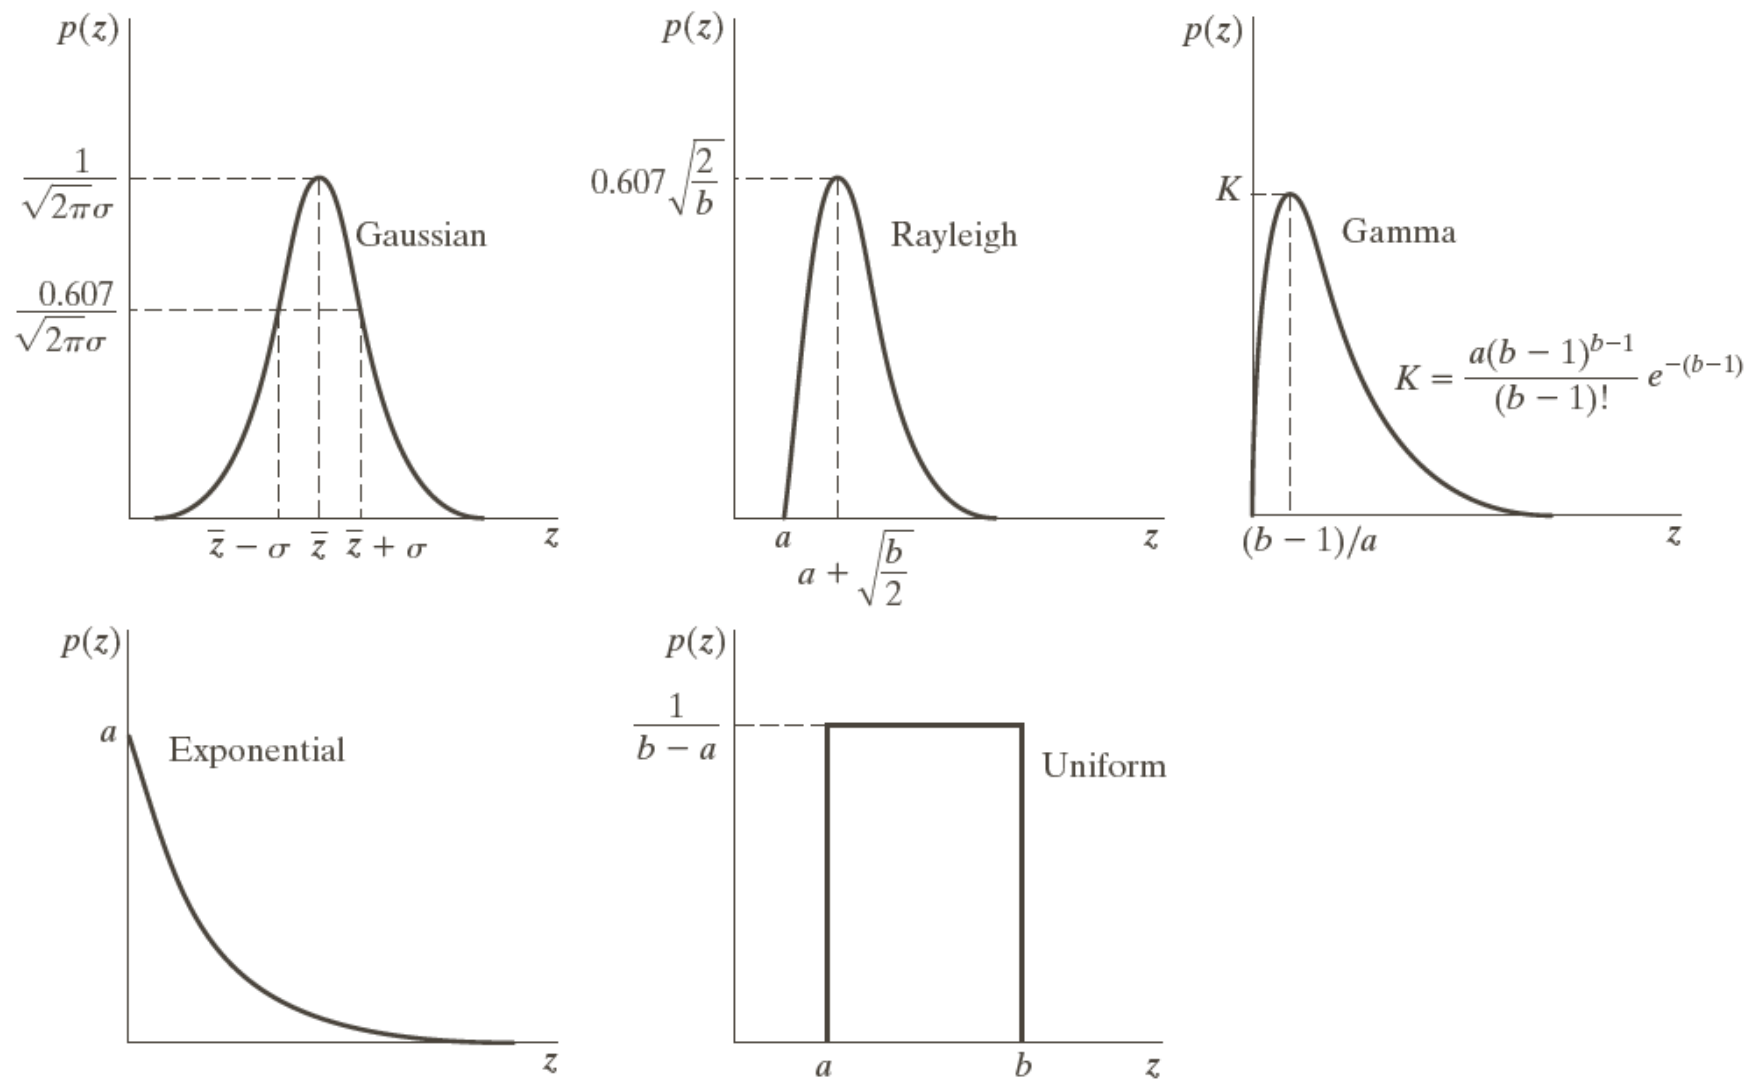 p(z)
1/√2πσ
Gaussian
0.607/√2πσ
z̄ − σ z̄ z̄ + σ z
p(z)
0.607 √2/b
Rayleigh
a z
a + √b/2
p(z)
K
Gamma
K = a(b − 1)^{b−1}/(b − 1)! e^{−(b−1)}
(b − 1)/a z
p(z)
a
Exponential
z
p(z)
1/b − a
Uniform
a b z